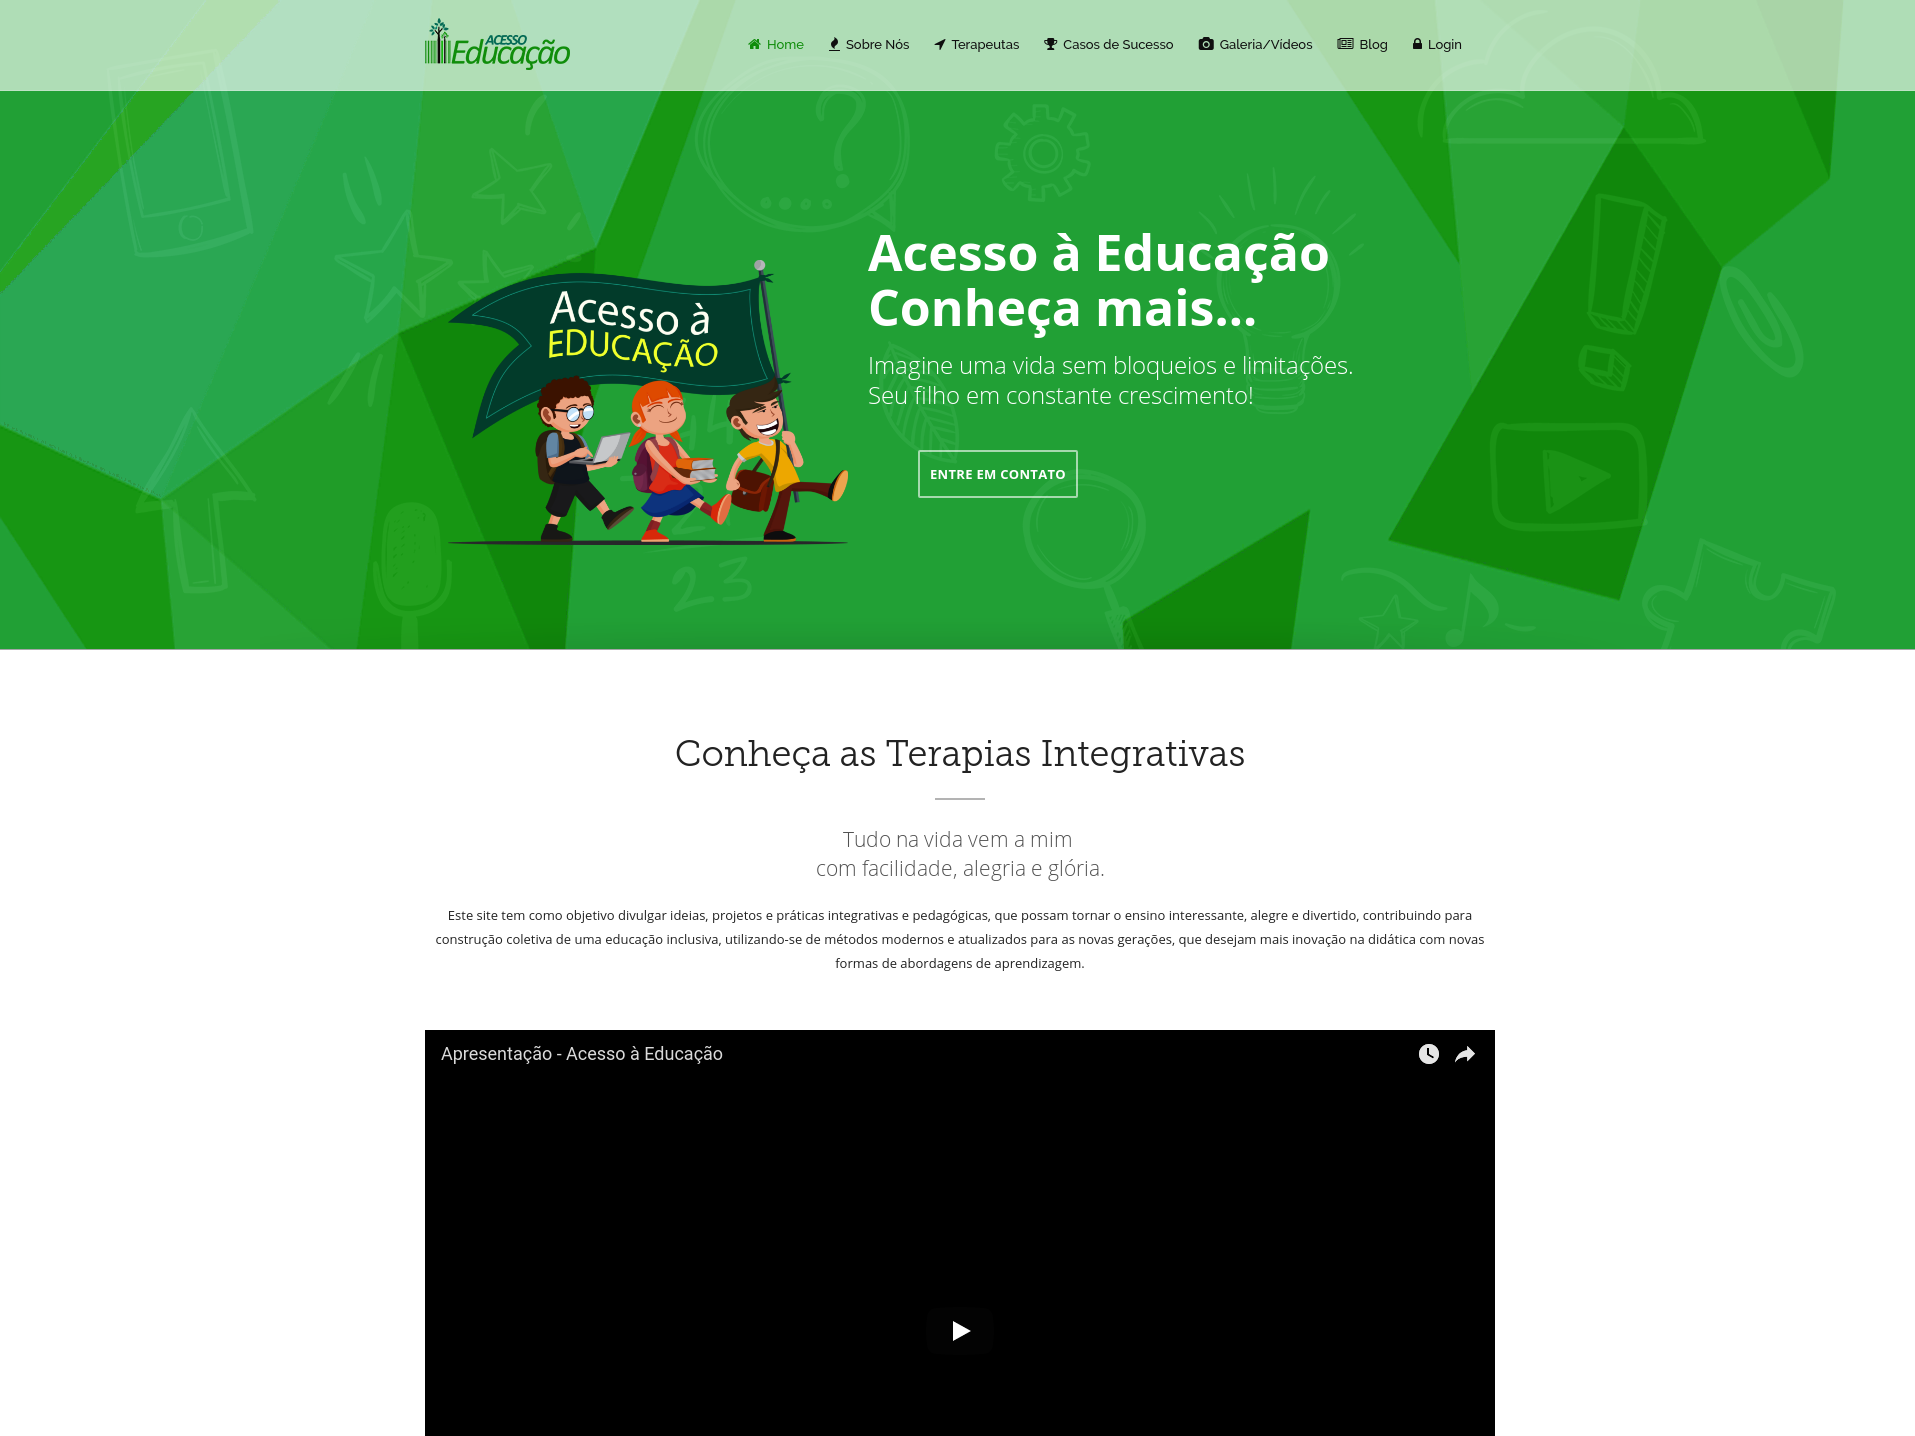 ACESSO
Educação
Home
Sobre Nós
Terapeutas
Casos de Sucesso
Galeria/Vídeos
Blog
Login
Acesso à
EDUCAÇÃO
Acesso à Educação
Conheça mais...
Imagine uma vida sem bloqueios e limitações.
Seu filho em constante crescimento!
ENTRE EM CONTATO
23
Conheça as Terapias Integrativas
Tudo na vida vem a mim
com facilidade, alegria e glória.
Este site tem como objetivo divulgar ideias, projetos e práticas integrativas e pedagógicas, que possam tornar o ensino interessante, alegre e divertido, contribuindo para
construção coletiva de uma educação inclusiva, utilizando-se de métodos modernos e atualizados para as novas gerações, que desejam mais inovação na didática com novas
formas de abordagens de aprendizagem.
Apresentação - Acesso à Educação